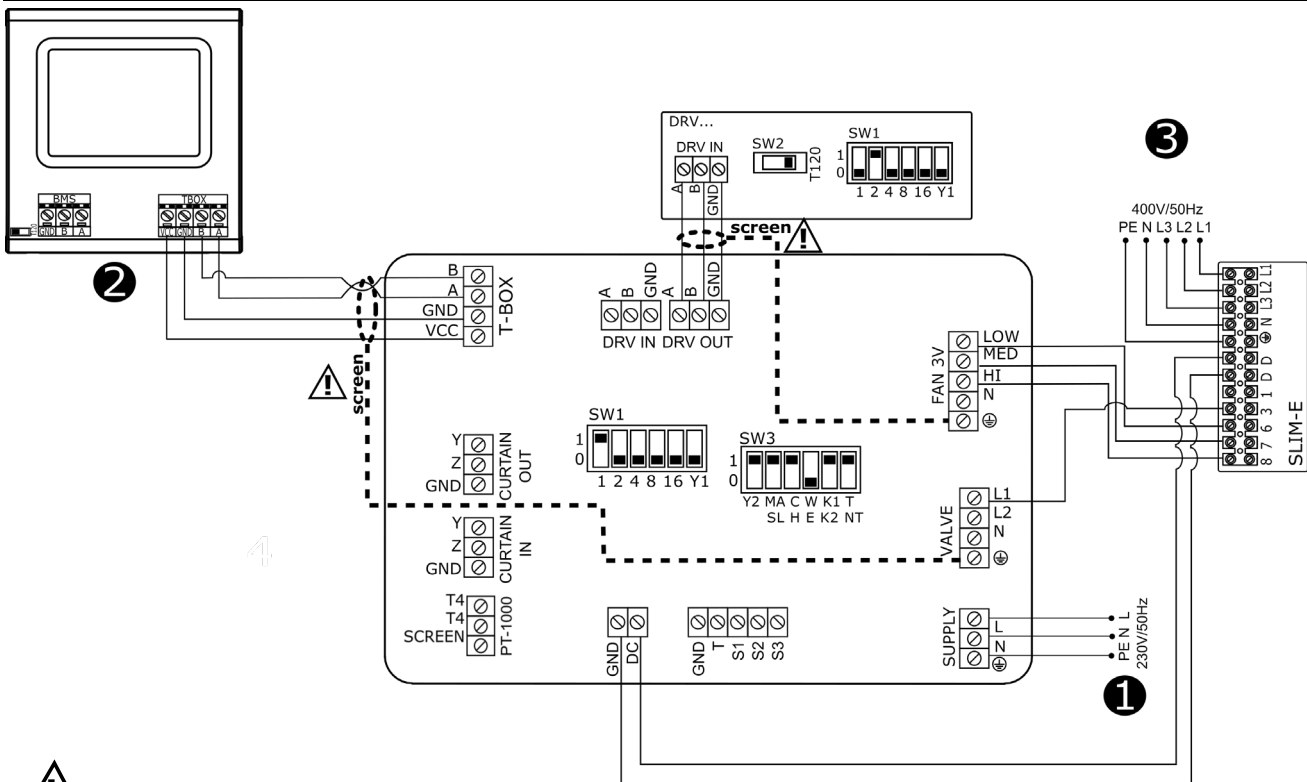 DRV...
DRV IN
SW2
SW1
T120
1
0
A
B
GND
1 2 4 8 16 Y1
3
400V/50Hz
PE N L3 L2 L1
BMS
TBOX
GND B A
VCC GND B A
2
screen
B
A
GND
VCC
T-BOX
screen
A
B
GND
A
B
GND
DRV IN DRV OUT
LOW
MED
HI
N
FAN 3V
L1
L2
L3
N
D
D
1
3
6
7
8
SLIM-E
SW1
1
0
1 2 4 8 16 Y1
SW3
1
0
Y2 MA C W K1 T
SL H E K2 NT
Y
Z
GND
CURTAIN
OUT
Y
Z
GND
CURTAIN
IN
L1
L2
N
VALVE
4
T4
T4
SCREEN
PT-1000
GND
DC
GND
T
S1
S2
S3
SUPPLY
L
N
PE N L
230V/50Hz
1